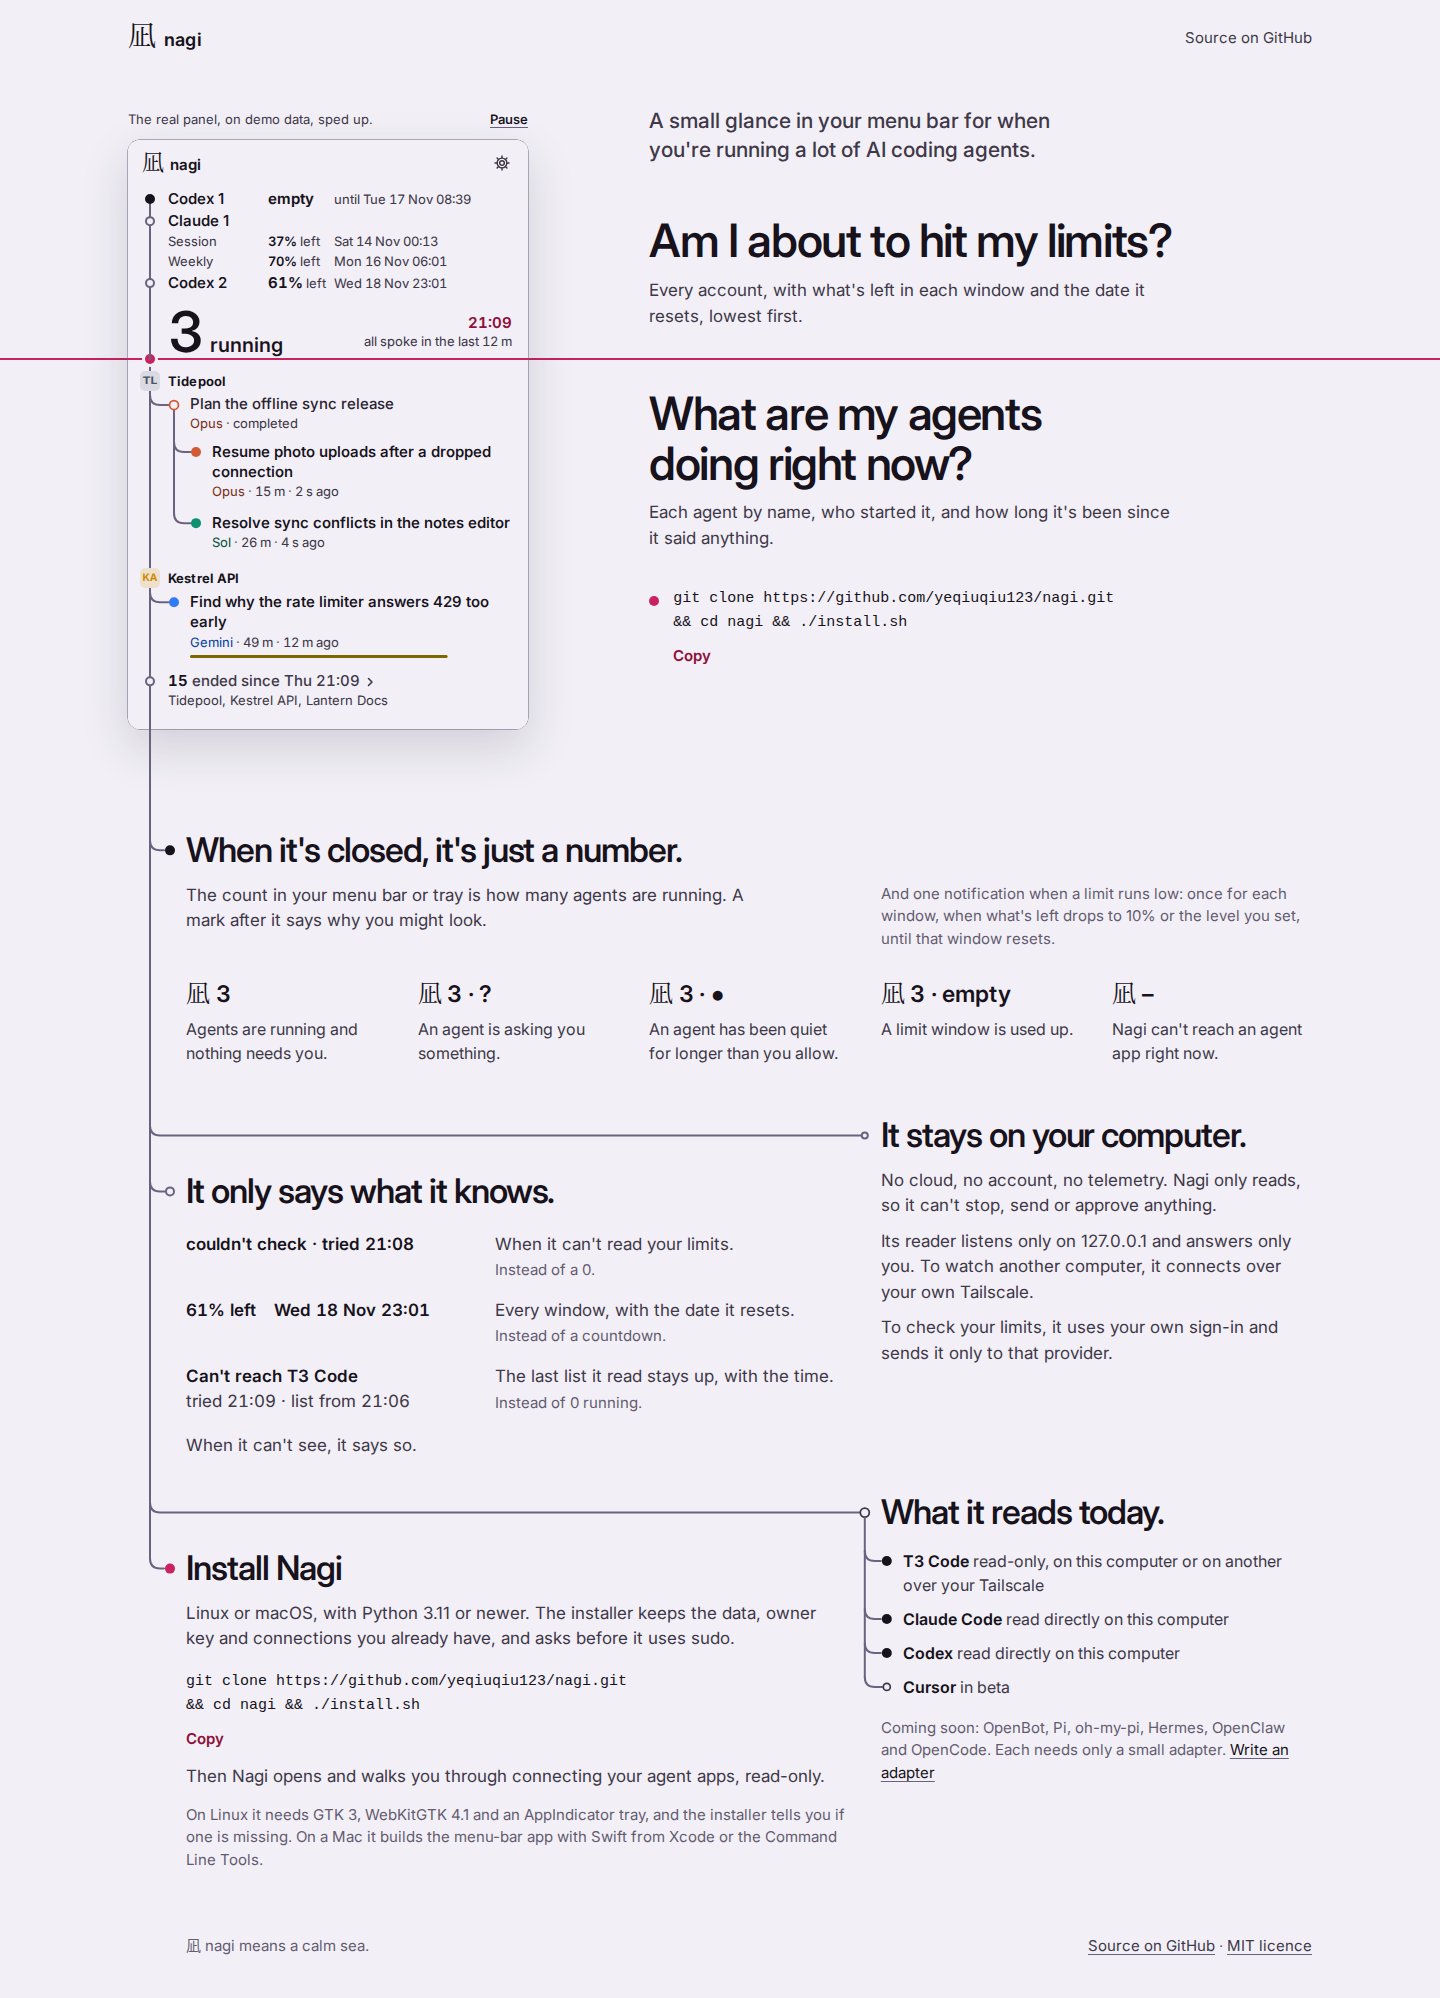 凪 nagi
Source on GitHub
The real panel, on demo data, sped up.
Pause
凪 nagi
Codex 1 empty until Tue 17 Nov 08:39
Claude 1
Session 37% left Sat 14 Nov 00:13
Weekly 70% left Mon 16 Nov 06:01
Codex 2 61% left Wed 18 Nov 23:01
3 running
21:09
all spoke in the last 12 m
TL Tidepool
Plan the offline sync release
Opus · completed
Resume photo uploads after a dropped
connection
Opus · 15 m · 2 s ago
Resolve sync conflicts in the notes editor
Sol · 26 m · 4 s ago
KA Kestrel API
Find why the rate limiter answers 429 too
early
Gemini · 49 m · 12 m ago
15 ended since Thu 21:09 ›
Tidepool, Kestrel API, Lantern Docs
A small glance in your menu bar for when
you're running a lot of AI coding agents.
Am I about to hit my limits?
Every account, with what's left in each window and the date it
resets, lowest first.
What are my agents
doing right now?
Each agent by name, who started it, and how long it's been since
it said anything.
git clone https://github.com/yeqiuqiu123/nagi.git
&& cd nagi && ./install.sh
Copy
When it's closed, it's just a number.
The count in your menu bar or tray is how many agents are running. A
mark after it says why you might look.
And one notification when a limit runs low: once for each
window, when what's left drops to 10% or the level you set,
until that window resets.
凪 3
Agents are running and
nothing needs you.
凪 3 · ?
An agent is asking you
something.
凪 3 · ●
An agent has been quiet
for longer than you allow.
凪 3 · empty
A limit window is used up.
凪 –
Nagi can't reach an agent
app right now.
It stays on your computer.
No cloud, no account, no telemetry. Nagi only reads,
so it can't stop, send or approve anything.
Its reader listens only on 127.0.0.1 and answers only
you. To watch another computer, it connects over
your own Tailscale.
To check your limits, it uses your own sign-in and
sends it only to that provider.
It only says what it knows.
couldn't check · tried 21:08
When it can't read your limits.
Instead of a 0.
61% left Wed 18 Nov 23:01
Every window, with the date it resets.
Instead of a countdown.
Can't reach T3 Code
tried 21:09 · list from 21:06
The last list it read stays up, with the time.
Instead of 0 running.
When it can't see, it says so.
What it reads today.
T3 Code read-only, on this computer or on another
over your Tailscale
Claude Code read directly on this computer
Codex read directly on this computer
Cursor in beta
Coming soon: OpenBot, Pi, oh-my-pi, Hermes, OpenClaw
and OpenCode. Each needs only a small adapter. Write an
adapter
Install Nagi
Linux or macOS, with Python 3.11 or newer. The installer keeps the data, owner
key and connections you already have, and asks before it uses sudo.
git clone https://github.com/yeqiuqiu123/nagi.git
&& cd nagi && ./install.sh
Copy
Then Nagi opens and walks you through connecting your agent apps, read-only.
On Linux it needs GTK 3, WebKitGTK 4.1 and an AppIndicator tray, and the installer tells you if
one is missing. On a Mac it builds the menu-bar app with Swift from Xcode or the Command
Line Tools.
凪 nagi means a calm sea.
Source on GitHub · MIT licence